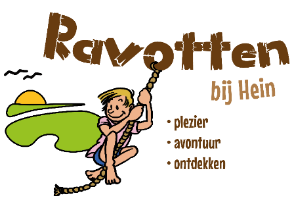 Ravotten
bij Hein
• plezier
• avontuur
• ontdekken